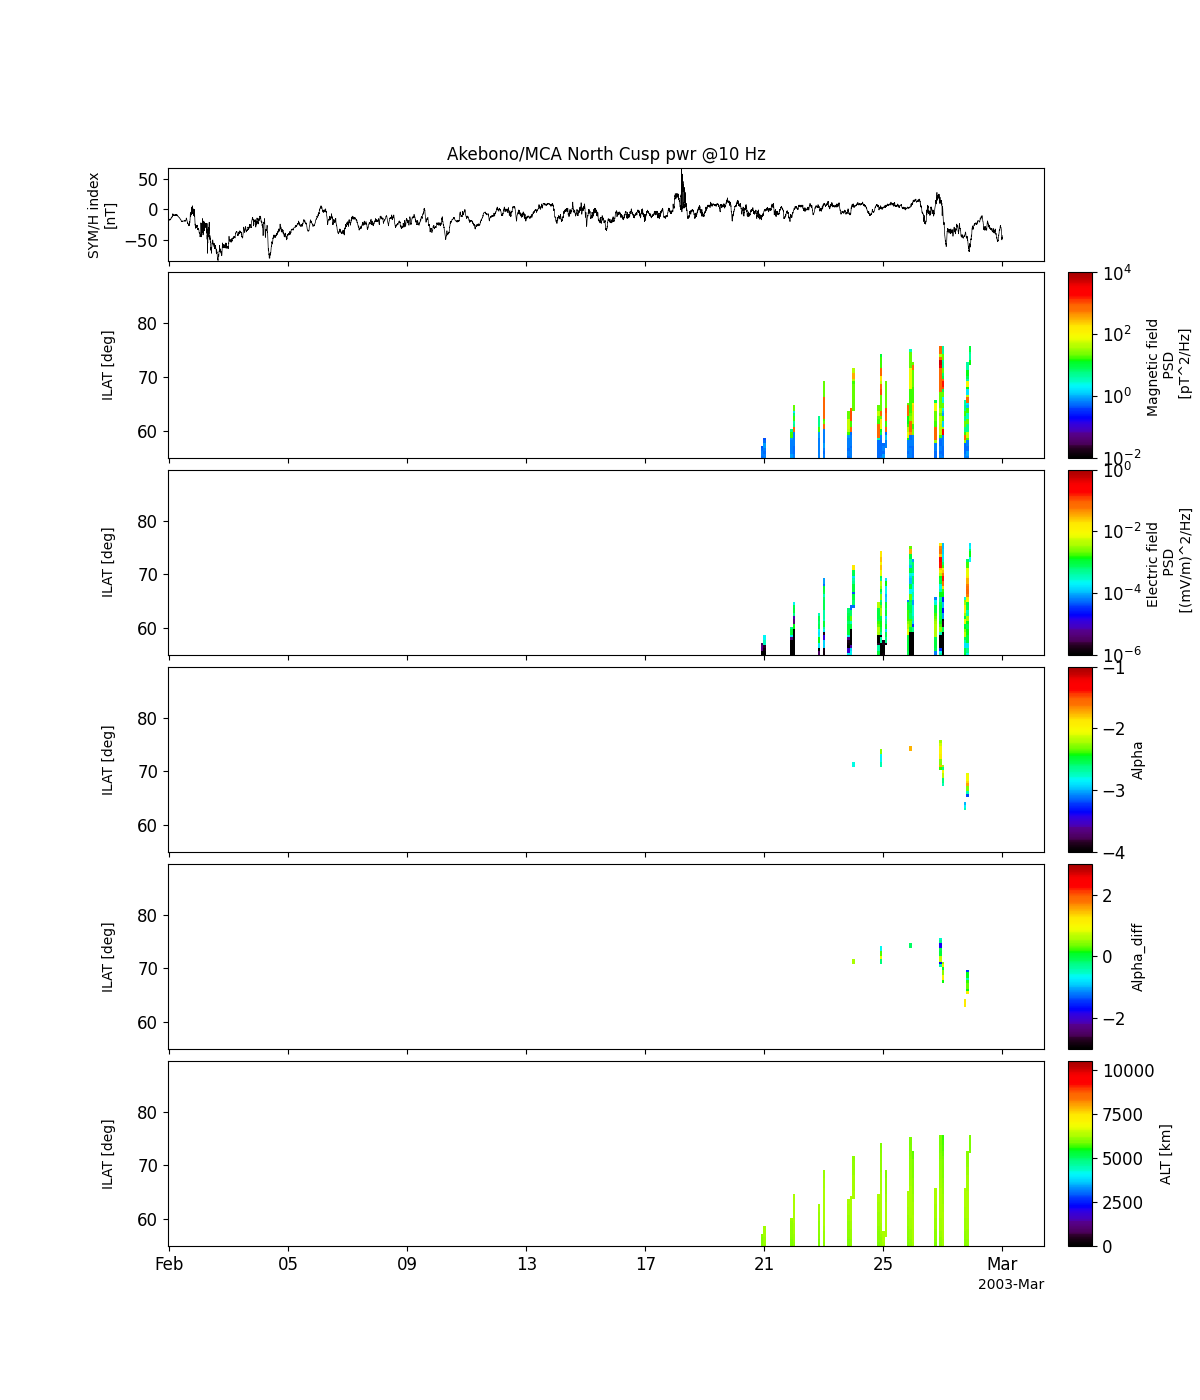 Akebono/MCA North Cusp pwr @10 Hz
SYM/H index
[nT]
50
0
−50
ILAT [deg]
80
70
60
10^4
10^2
10^0
10^−2
Magnetic field
PSD
[pT^2/Hz]
ILAT [deg]
80
70
60
10^0
10^−2
10^−4
10^−6
Electric field
PSD
[(mV/m)^2/Hz]
ILAT [deg]
80
70
60
−1
−2
−3
−4
Alpha
ILAT [deg]
80
70
60
2
0
−2
Alpha_diff
ILAT [deg]
80
70
60
10000
7500
5000
2500
0
ALT [km]
Feb 05 09 13 17 21 25 Mar
2003-Mar